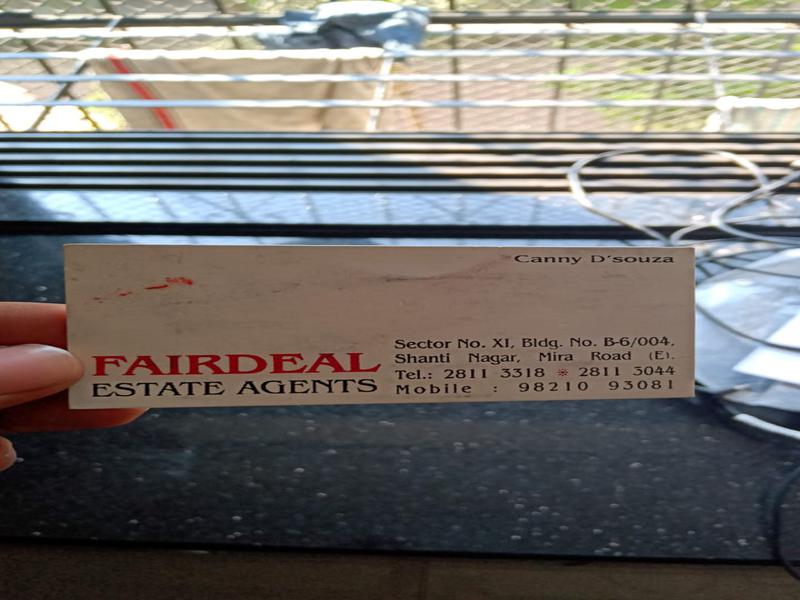 Canny D'souza
FAIRDEAL
ESTATE AGENTS
Sector No. XI, Bldg. No. B-6/004,
Shanti Nagar, Mira Road (E).
Tel.: 2811 3318 * 2811 3044
Mobile : 98210 93081